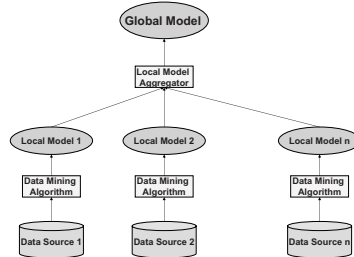 Global Model
Local Model
Aggregator
Local Model 1
Local Model 2
Local Model n
Data Mining
Algorithm
Data Mining
Algorithm
Data Mining
Algorithm
Data Source 1
Data Source 2
Data Source n